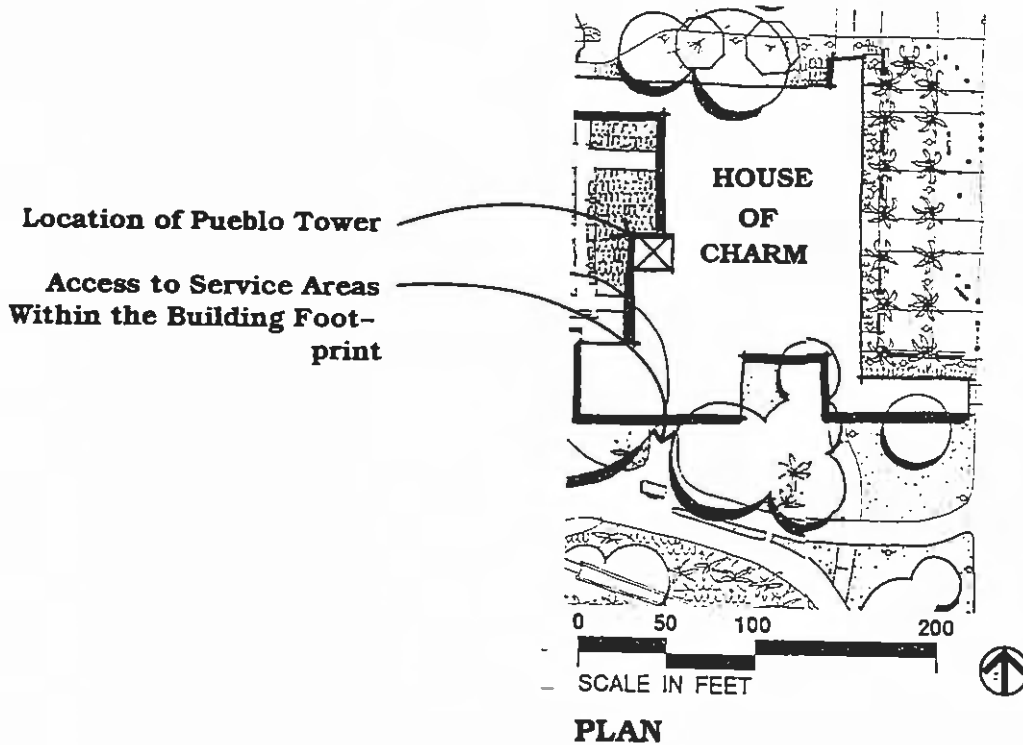 HOUSE
OF
CHARM
Location of Pueblo Tower
Access to Service Areas
Within the Building Foot-
print
0 50 100 200
SCALE IN FEET
PLAN